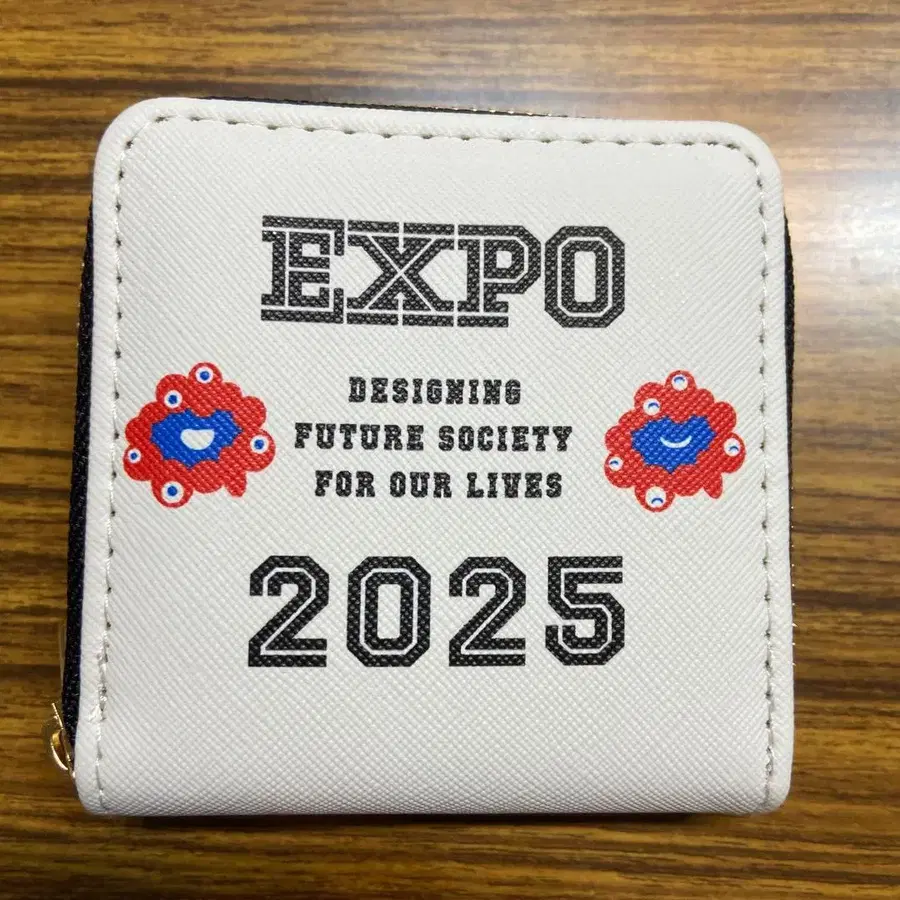 EXPO
DESIGNING
FUTURE SOCIETY
FOR OUR LIVES
2025